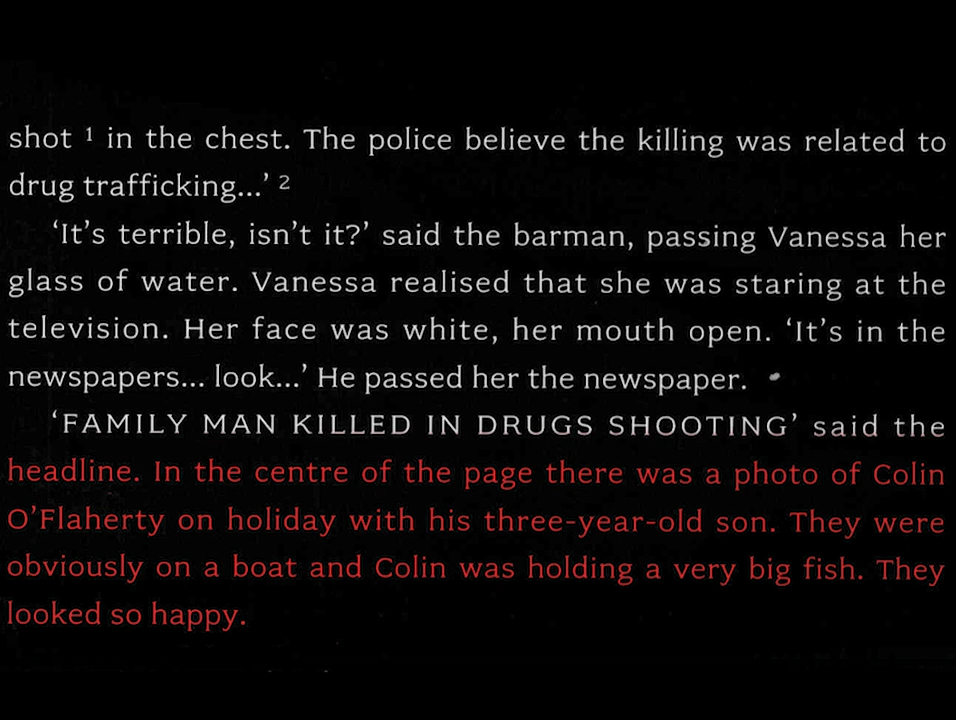 shot ¹ in the chest. The police believe the killing was related to
drug trafficking...’ ²
‘It’s terrible, isn’t it?’ said the barman, passing Vanessa her
glass of water. Vanessa realised that she was staring at the
television. Her face was white, her mouth open. ‘It’s in the
newspapers... look...’ He passed her the newspaper.
‘FAMILY MAN KILLED IN DRUGS SHOOTING’ said the
headline. In the centre of the page there was a photo of Colin
O’Flaherty on holiday with his three-year-old son. They were
obviously on a boat and Colin was holding a very big fish. They
looked so happy.